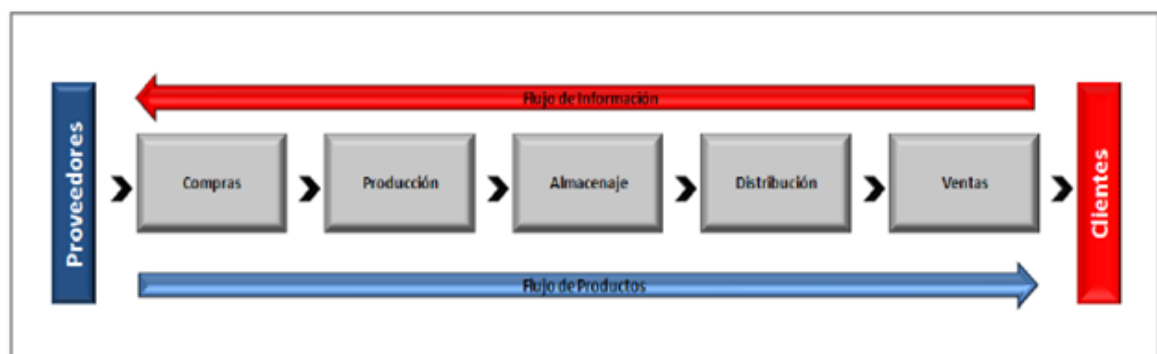 Proveedores
Flujo de Información
Compras
Producción
Almacenaje
Distribución
Ventas
Flujo de Productos
Clientes